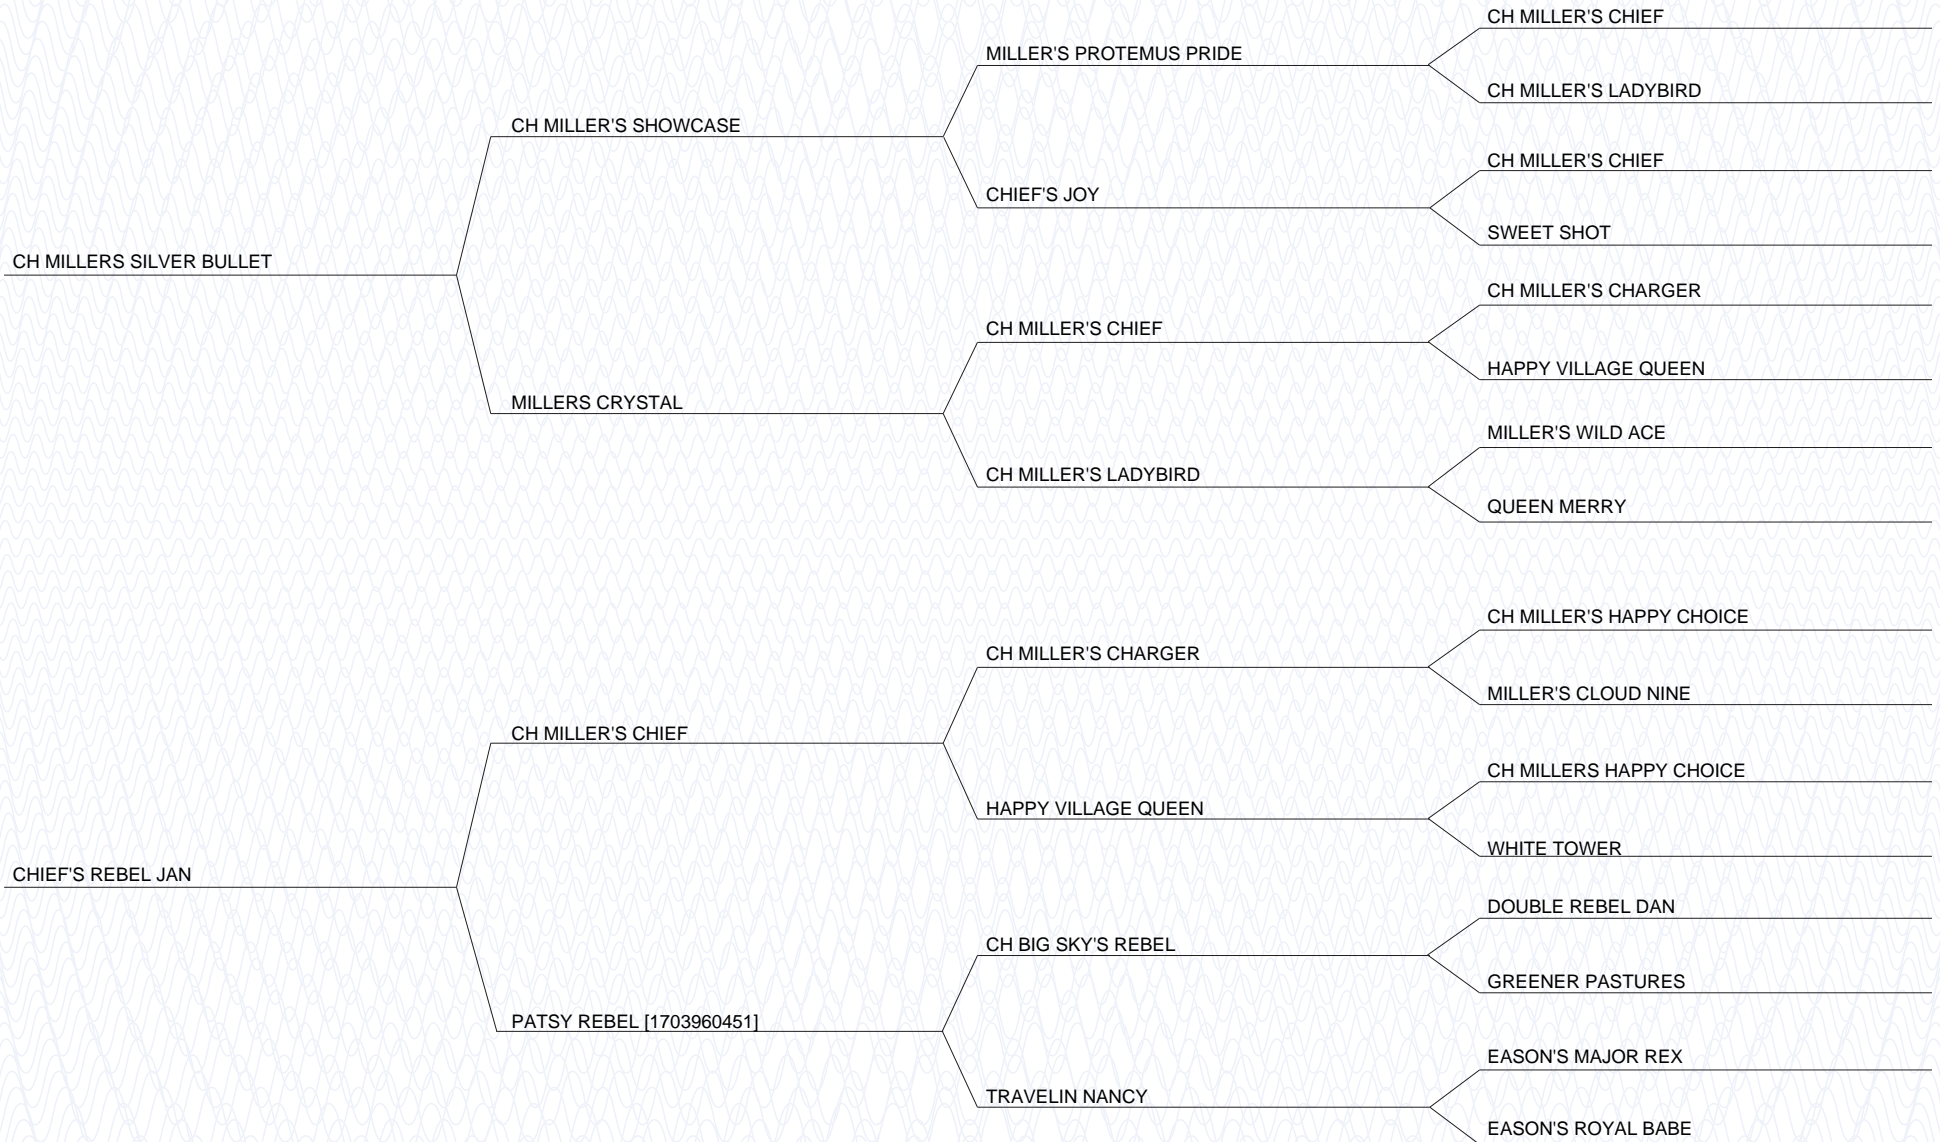 CH MILLER'S CHIEF
MILLER'S PROTEMUS PRIDE
CH MILLER'S LADYBIRD
CH MILLER'S SHOWCASE
CH MILLER'S CHIEF
CHIEF'S JOY
SWEET SHOT
CH MILLERS SILVER BULLET
CH MILLER'S CHARGER
CH MILLER'S CHIEF
HAPPY VILLAGE QUEEN
MILLERS CRYSTAL
MILLER'S WILD ACE
CH MILLER'S LADYBIRD
QUEEN MERRY
CH MILLER'S HAPPY CHOICE
CH MILLER'S CHARGER
MILLER'S CLOUD NINE
CH MILLER'S CHIEF
CH MILLERS HAPPY CHOICE
HAPPY VILLAGE QUEEN
WHITE TOWER
CHIEF'S REBEL JAN
DOUBLE REBEL DAN
CH BIG SKY'S REBEL
GREENER PASTURES
PATSY REBEL [1703960451]
EASON'S MAJOR REX
TRAVELIN NANCY
EASON'S ROYAL BABE